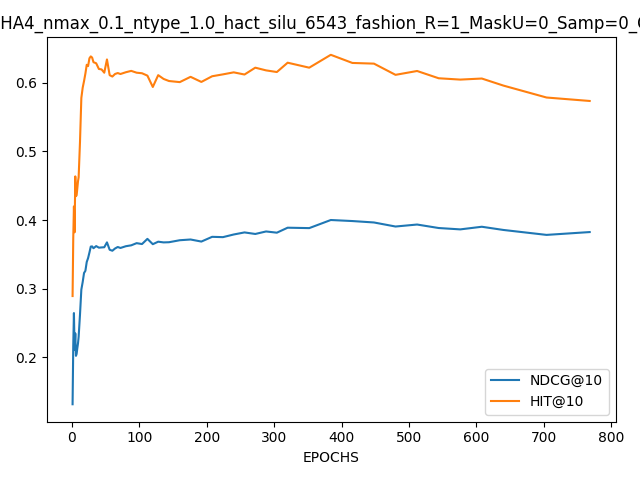 HA4_nmax_0.1_ntype_1.0_hact_silu_6543_fashion_R=1_MaskU=0_Samp=0_
0.6
0.5
0.4
0.3
0.2
NDCG@10
HIT@10
0 100 200 300 400 500 600 700 800
EPOCHS